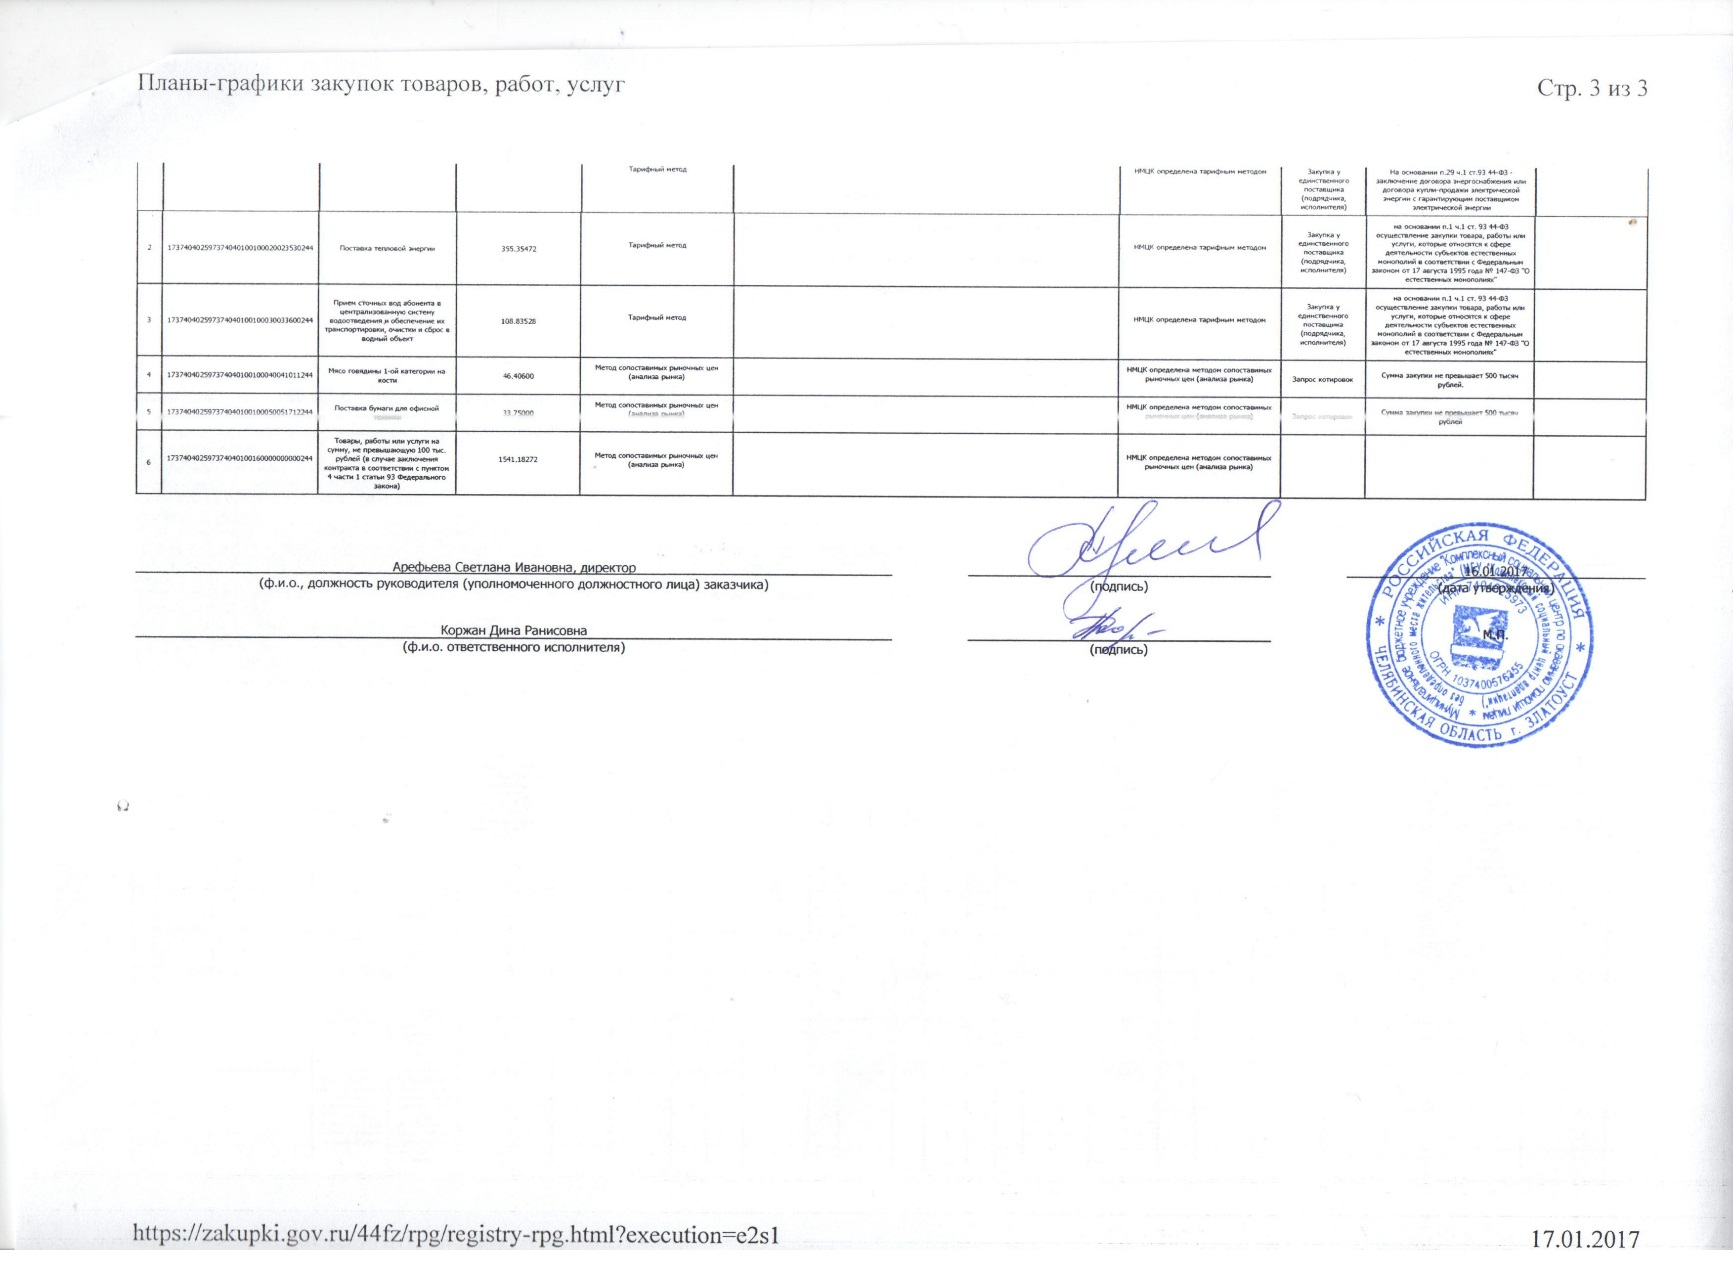 Планы-графики закупок товаров, работ, услуг
Стр. 3 из 3
Тарифный метод
НМЦК определена тарифным методом
Закупка у
единственного
поставщика
(подрядчика,
исполнителя)
На основании п.29 ч.1 ст.93 44-ФЗ -
заключение договора энергоснабжения или
договора купли-продажи электрической
энергии с гарантирующим поставщиком
электрической энергии
2
Поставка тепловой энергии
355.35472
Тарифный метод
НМЦК определена тарифным методом
Закупка у
единственного
поставщика
(подрядчика,
исполнителя)
на основании п.1 ч.1 ст. 93 44-ФЗ
осуществление закупки товара, работы или
услуги, которые относятся к сфере
деятельности субъектов естественных
монополий в соответствии с Федеральным
законом от 17 августа 1995 года № 147-ФЗ "О
естественных монополиях"
3
Прием сточных вод абонента в
централизованную систему
водоотведения и обеспечение их
транспортировки, очистки и сброс в
водный объект
108.83528
Тарифный метод
НМЦК определена тарифным методом
Закупка у
единственного
поставщика
(подрядчика,
исполнителя)
на основании п.1 ч.1 ст. 93 44-ФЗ
осуществление закупки товара, работы или
услуги, которые относятся к сфере
деятельности субъектов естественных
монополий в соответствии с Федеральным
законом от 17 августа 1995 года № 147-ФЗ "О
естественных монополиях"
4
Мясо говядины 1-ой категории на
кости
46.40600
Метод сопоставимых рыночных цен
(анализа рынка)
НМЦК определена методом сопоставимых
рыночных цен (анализа рынка)
Запрос котировок
Сумма закупки не превышает 500 тысяч
рублей.
5
Поставка бумаги для офисной
техники
33.75000
Метод сопоставимых рыночных цен
(анализа рынка)
НМЦК определена методом сопоставимых
рыночных цен (анализа рынка)
Запрос котировок
Сумма закупки не превышает 500 тысяч
рублей
6
Товары, работы или услуги на
сумму, не превышающую 100 тыс.
рублей (в случае заключения
контракта в соответствии с пунктом
4 части 1 статьи 93 Федерального
закона)
1541.18272
Метод сопоставимых рыночных цен
(анализа рынка)
НМЦК определена методом сопоставимых
рыночных цен (анализа рынка)
Арефьева Светлана Ивановна, директор
(ф.и.о., должность руководителя (уполномоченного должностного лица) заказчика)
(подпись)
16.01.2017
(дата утверждения)
Коржан Дина Ранисовна
(ф.и.о. ответственного исполнителя)
(подпись)
М.П.
РОССИЙСКАЯ ФЕДЕРАЦИЯ
ЧЕЛЯБИНСКАЯ ОБЛАСТЬ г. ЗЛАТОУСТ
https://zakupki.gov.ru/44fz/rpg/registry-rpg.html?execution=e2s1
17.01.2017